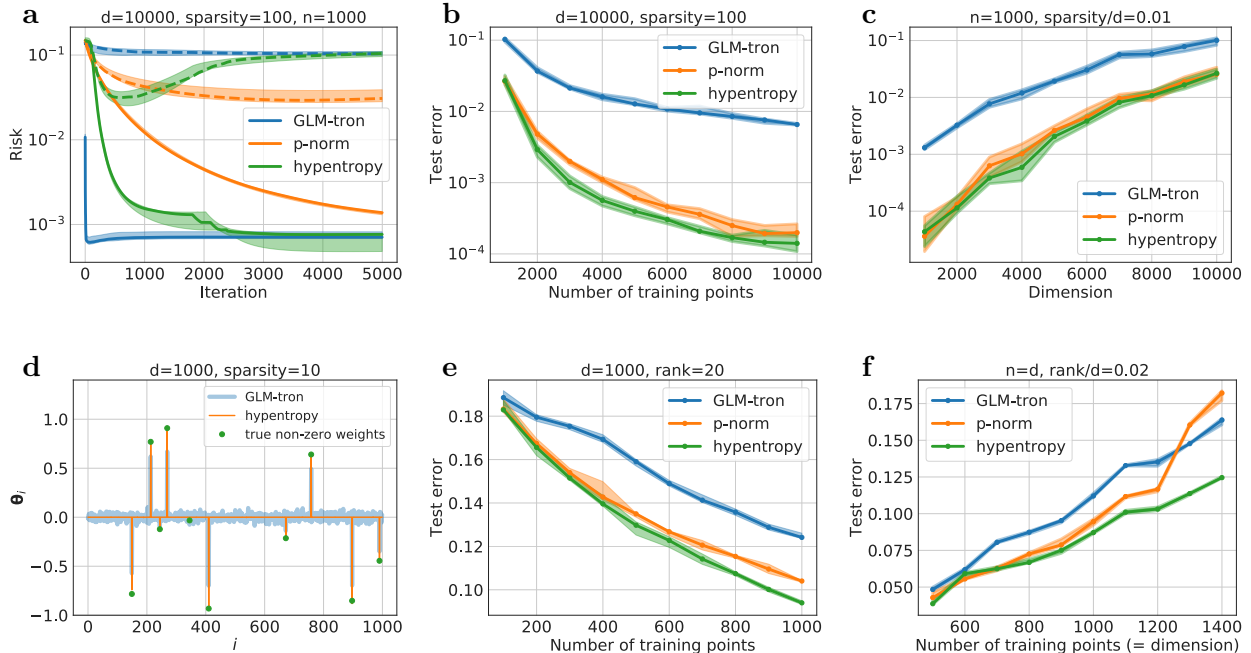 a
d=10000, sparsity=100, n=1000
Risk
10⁻¹
10⁻²
10⁻³
GLM-tron
p-norm
hypentropy
0 1000 2000 3000 4000 5000
Iteration
b
d=10000, sparsity=100
Test error
10⁻¹
10⁻²
10⁻³
10⁻⁴
GLM-tron
p-norm
hypentropy
2000 4000 6000 8000 10000
Number of training points
c
n=1000, sparsity/d=0.01
Test error
10⁻¹
10⁻²
10⁻³
10⁻⁴
GLM-tron
p-norm
hypentropy
2000 4000 6000 8000 10000
Dimension
d
d=1000, sparsity=10
θᵢ
1.0
0.5
0.0
−0.5
−1.0
GLM-tron
hypentropy
true non-zero weights
0 200 400 600 800 1000
i
e
d=1000, rank=20
Test error
0.18
0.16
0.14
0.12
0.10
GLM-tron
p-norm
hypentropy
200 400 600 800 1000
Number of training points
f
n=d, rank/d=0.02
Test error
0.175
0.150
0.125
0.100
0.075
0.050
GLM-tron
p-norm
hypentropy
600 800 1000 1200 1400
Number of training points (= dimension)